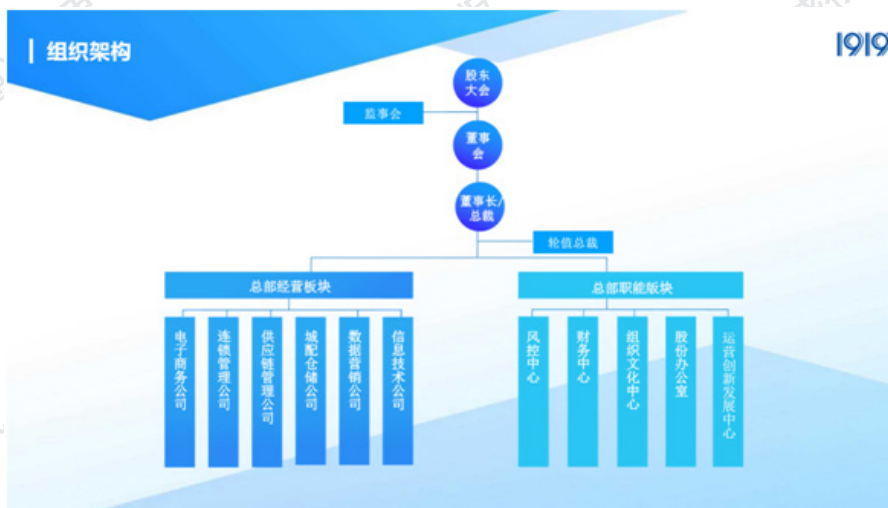 组织架构
1919
股东
大会
监事会
董事
会
董事长/
总裁
轮值总裁
总部经营板块
总部职能版块
电子商务公司
连锁管理公司
供应链管理公司
城配仓储公司
数据营销公司
信息技术公司
风控中心
财务中心
组织文化中心
股份办公室
运营创新发展中心